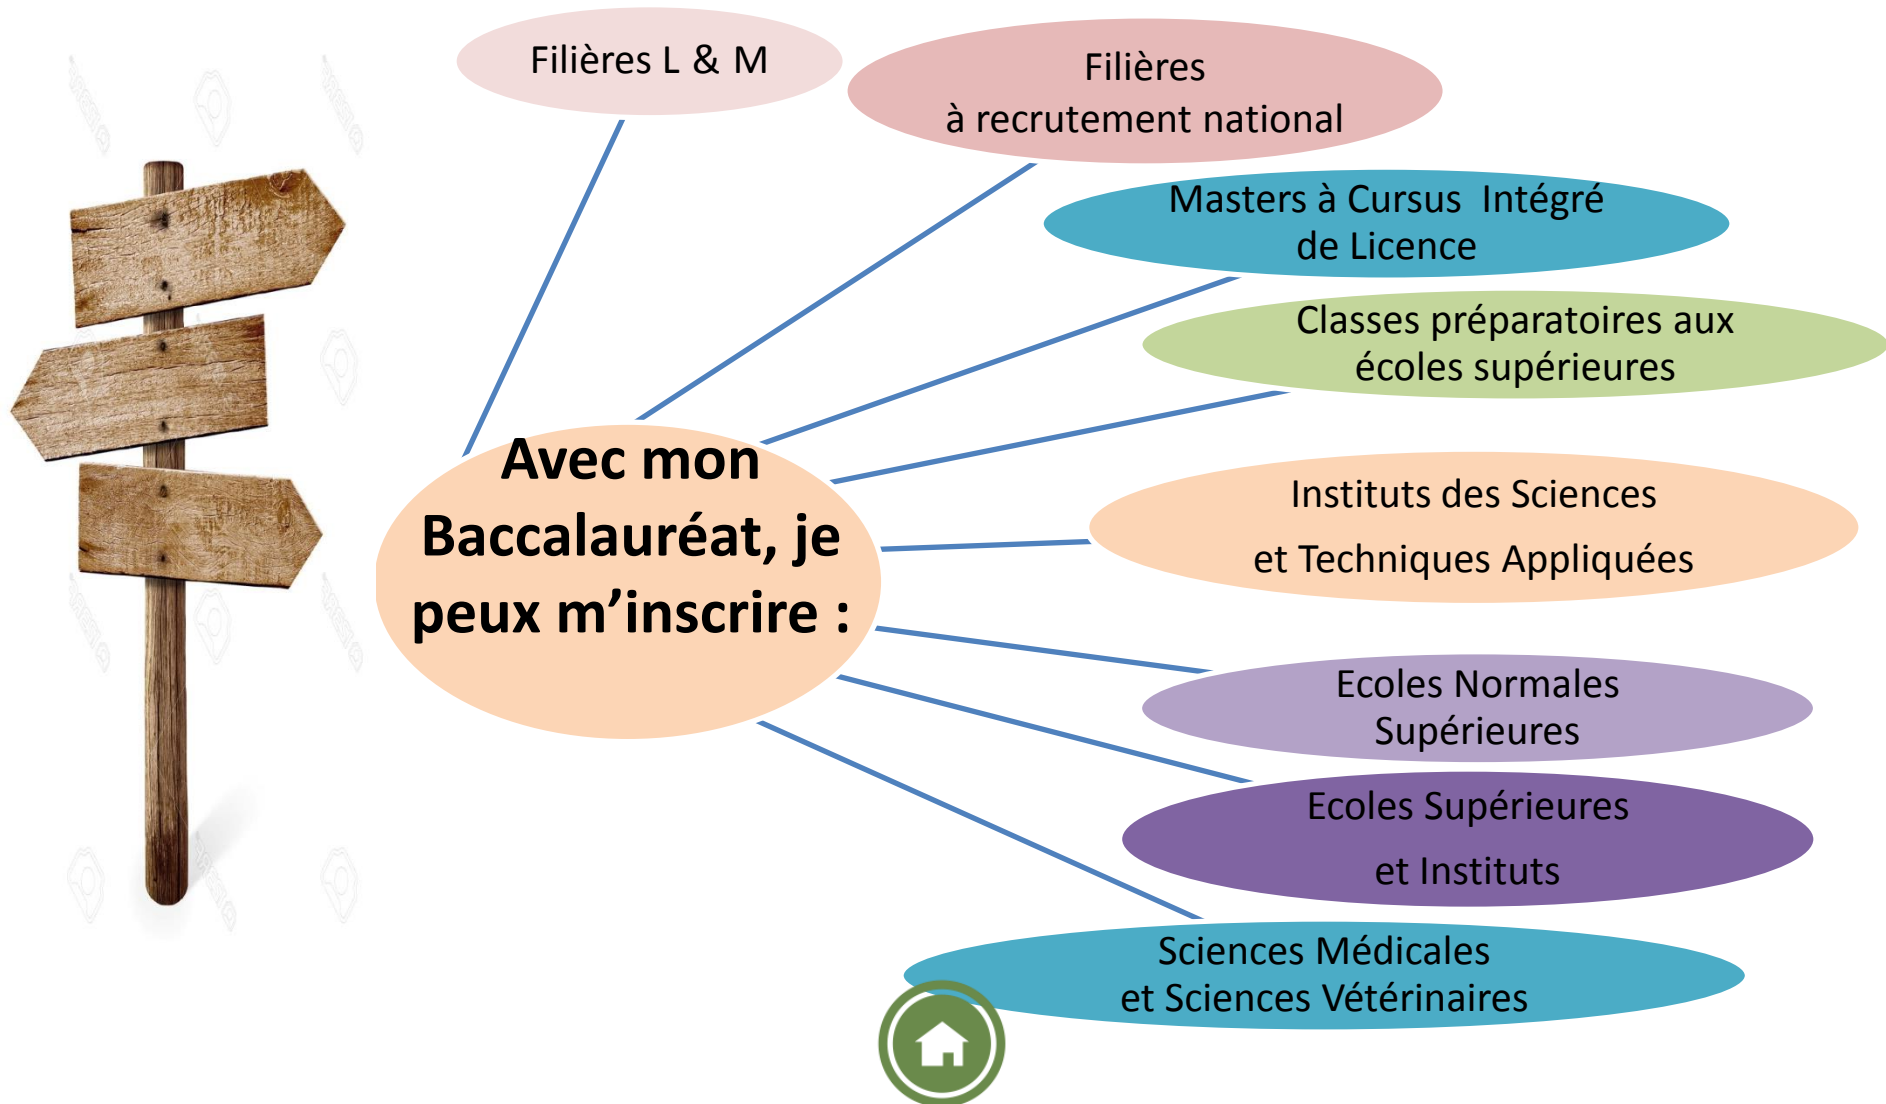 Filières L & M
Filières
à recrutement national
Masters à Cursus Intégré
de Licence
Classes préparatoires aux
écoles supérieures
Avec mon
Baccalauréat, je
peux m’inscrire :
Instituts des Sciences
et Techniques Appliquées
Ecoles Normales
Supérieures
Ecoles Supérieures
et Instituts
Sciences Médicales
et Sciences Vétérinaires